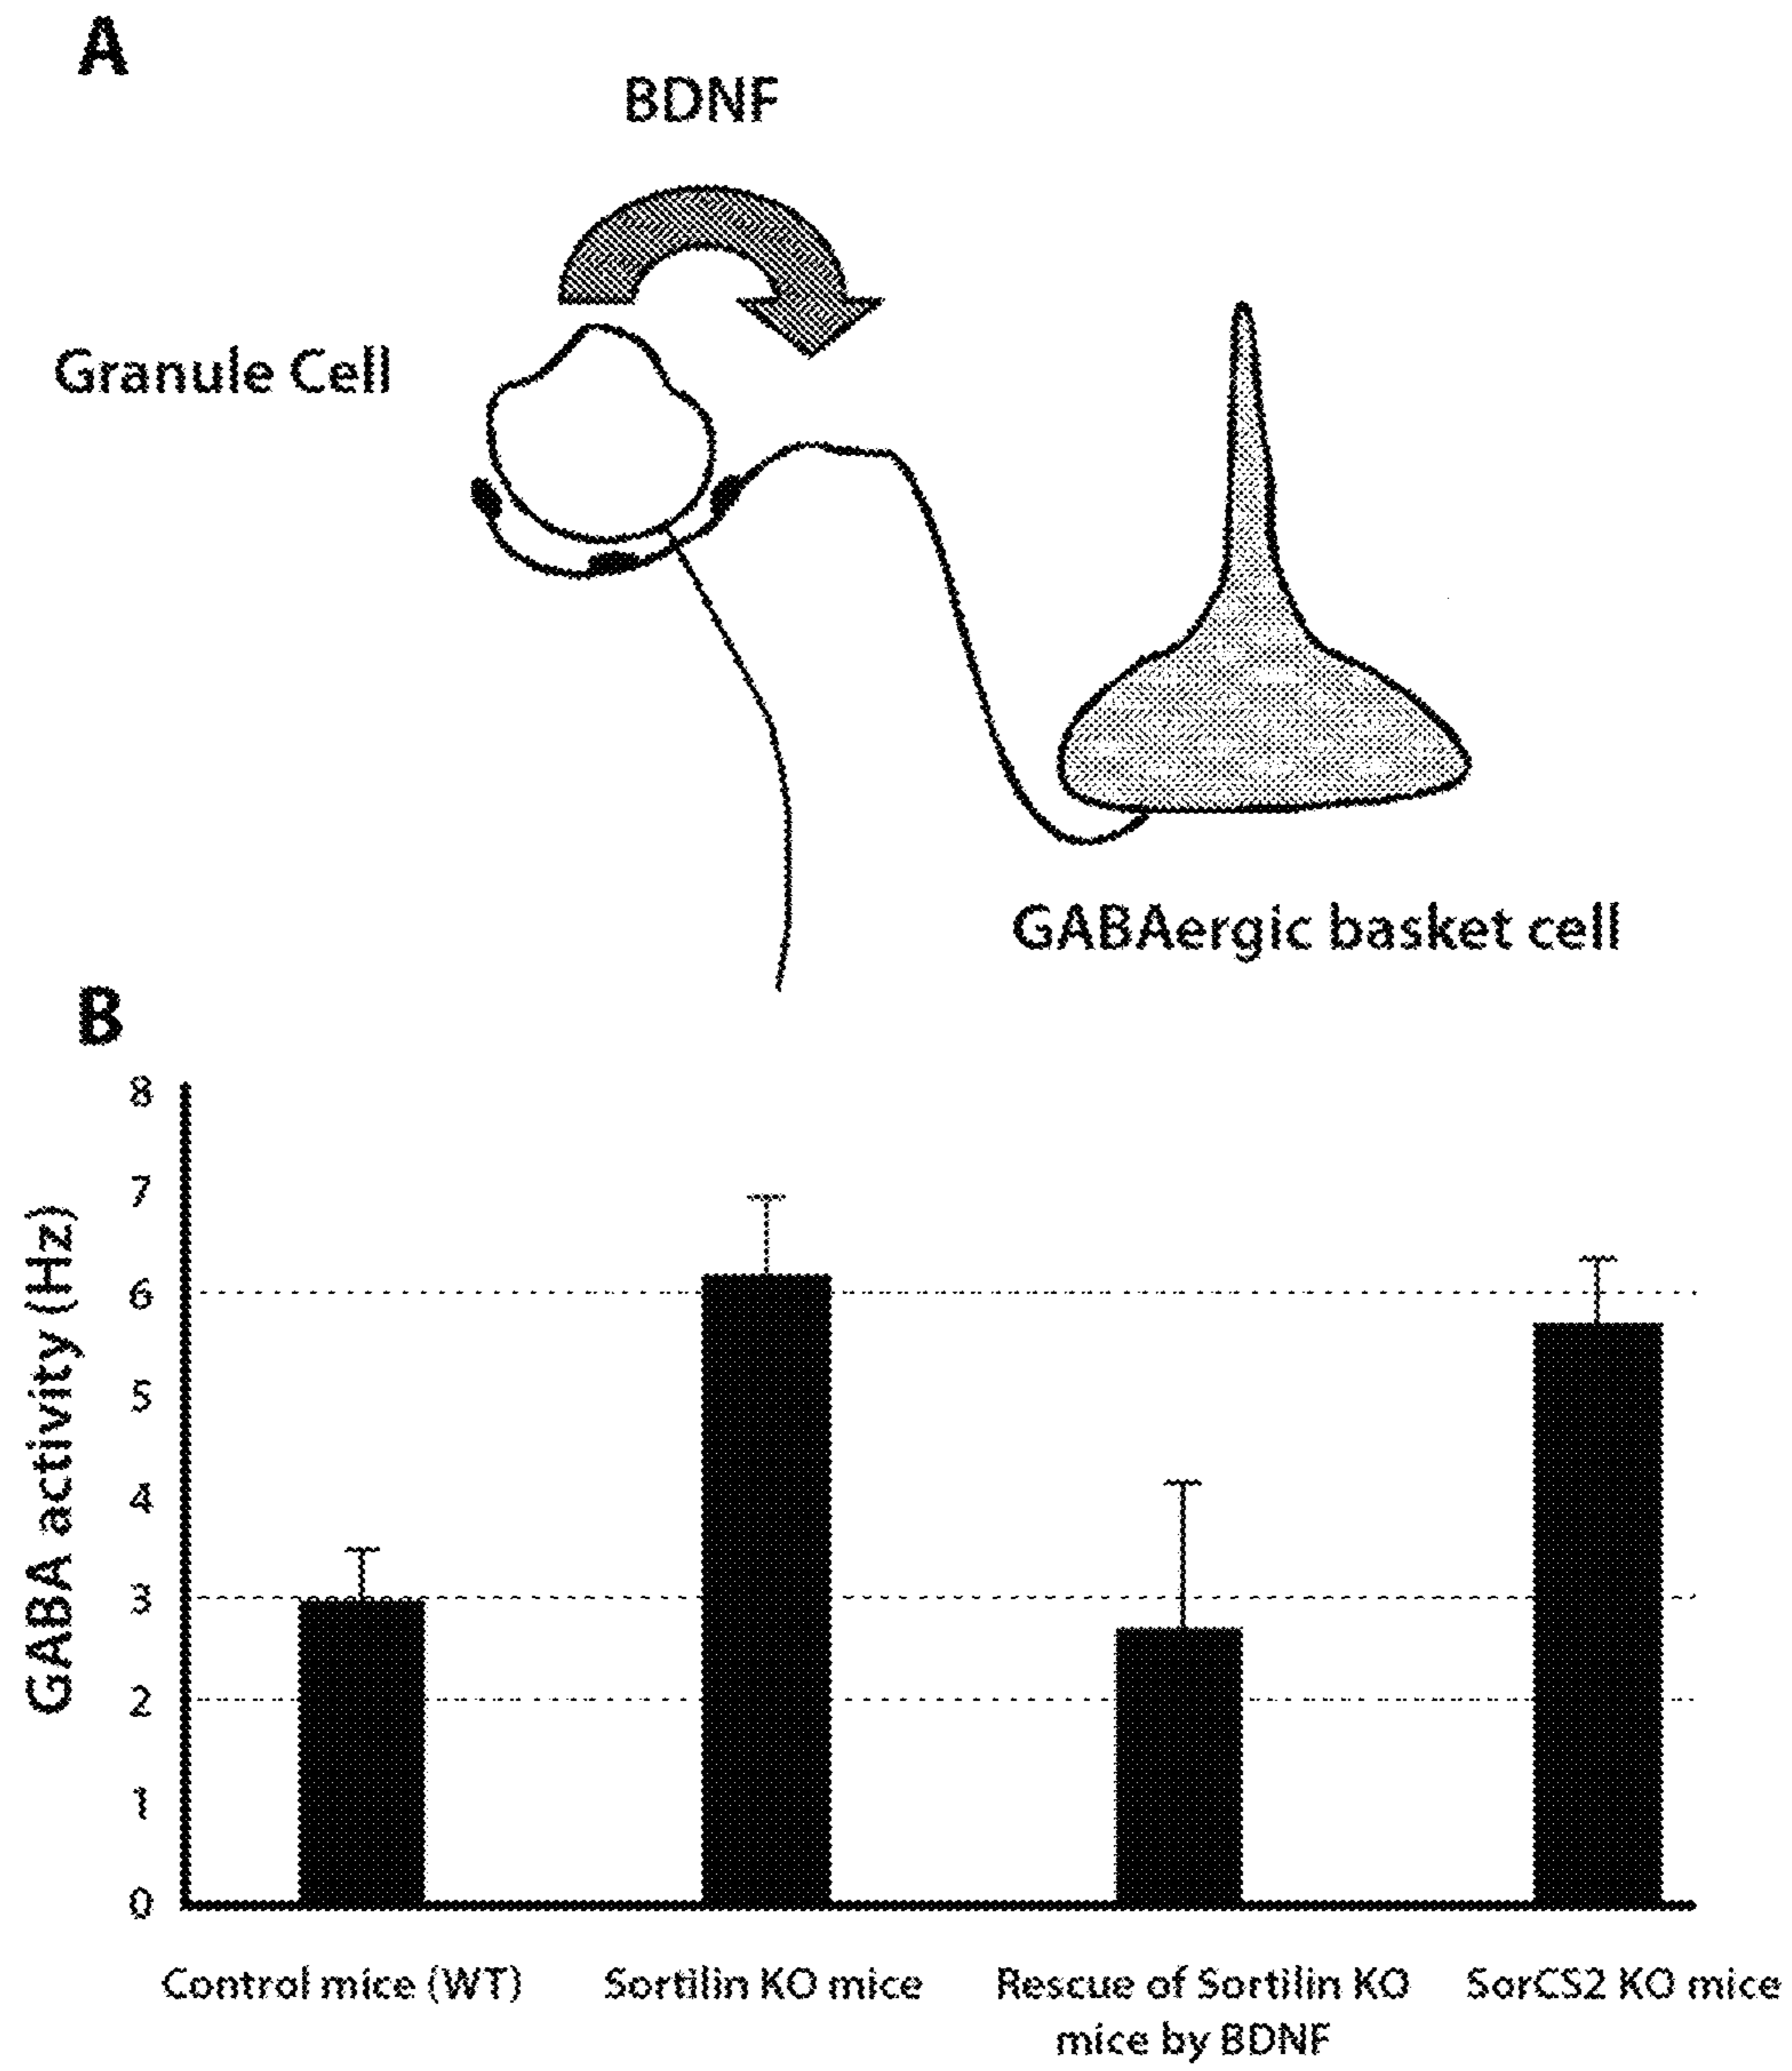 A
BDNF
Granule Cell
GABAergic basket cell
B
8
7
6
5
4
3
2
1
0
GABA activity (Hz)
Control mice (WT)
Sortilin KO mice
Rescue of Sortilin KO
mice by BDNF
SorCS2 KO mice